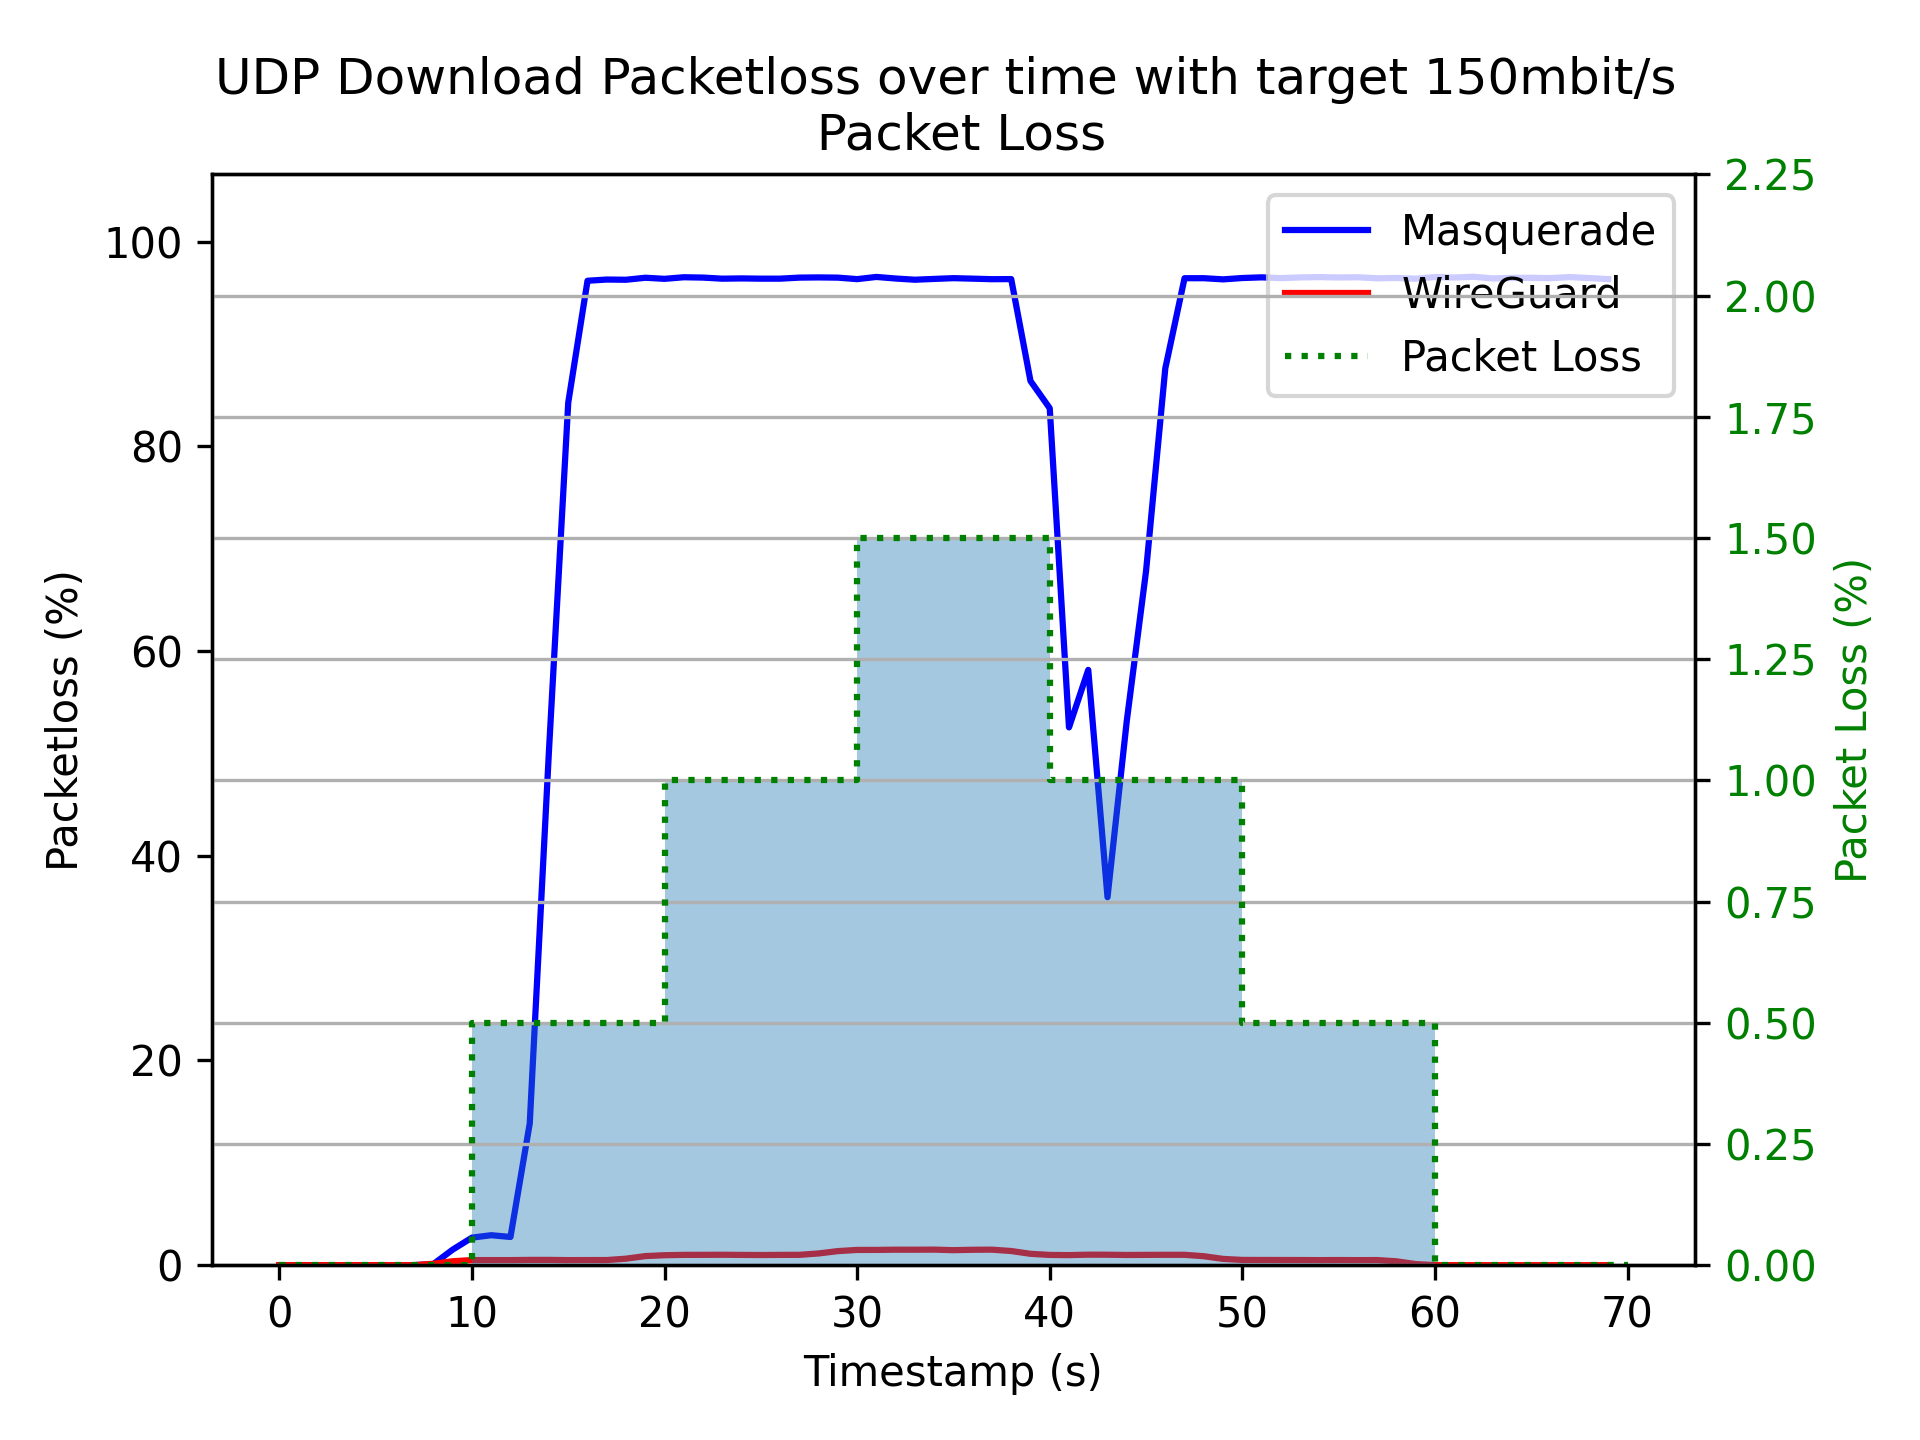 UDP Download Packetloss over time with target 150mbit/s
Packet Loss
Masquerade
WireGuard
Packet Loss
Packetloss (%)
100
80
60
40
20
0
2.25
2.00
1.75
1.50
1.25
1.00
0.75
0.50
0.25
0.00
Packet Loss (%)
0 10 20 30 40 50 60 70
Timestamp (s)